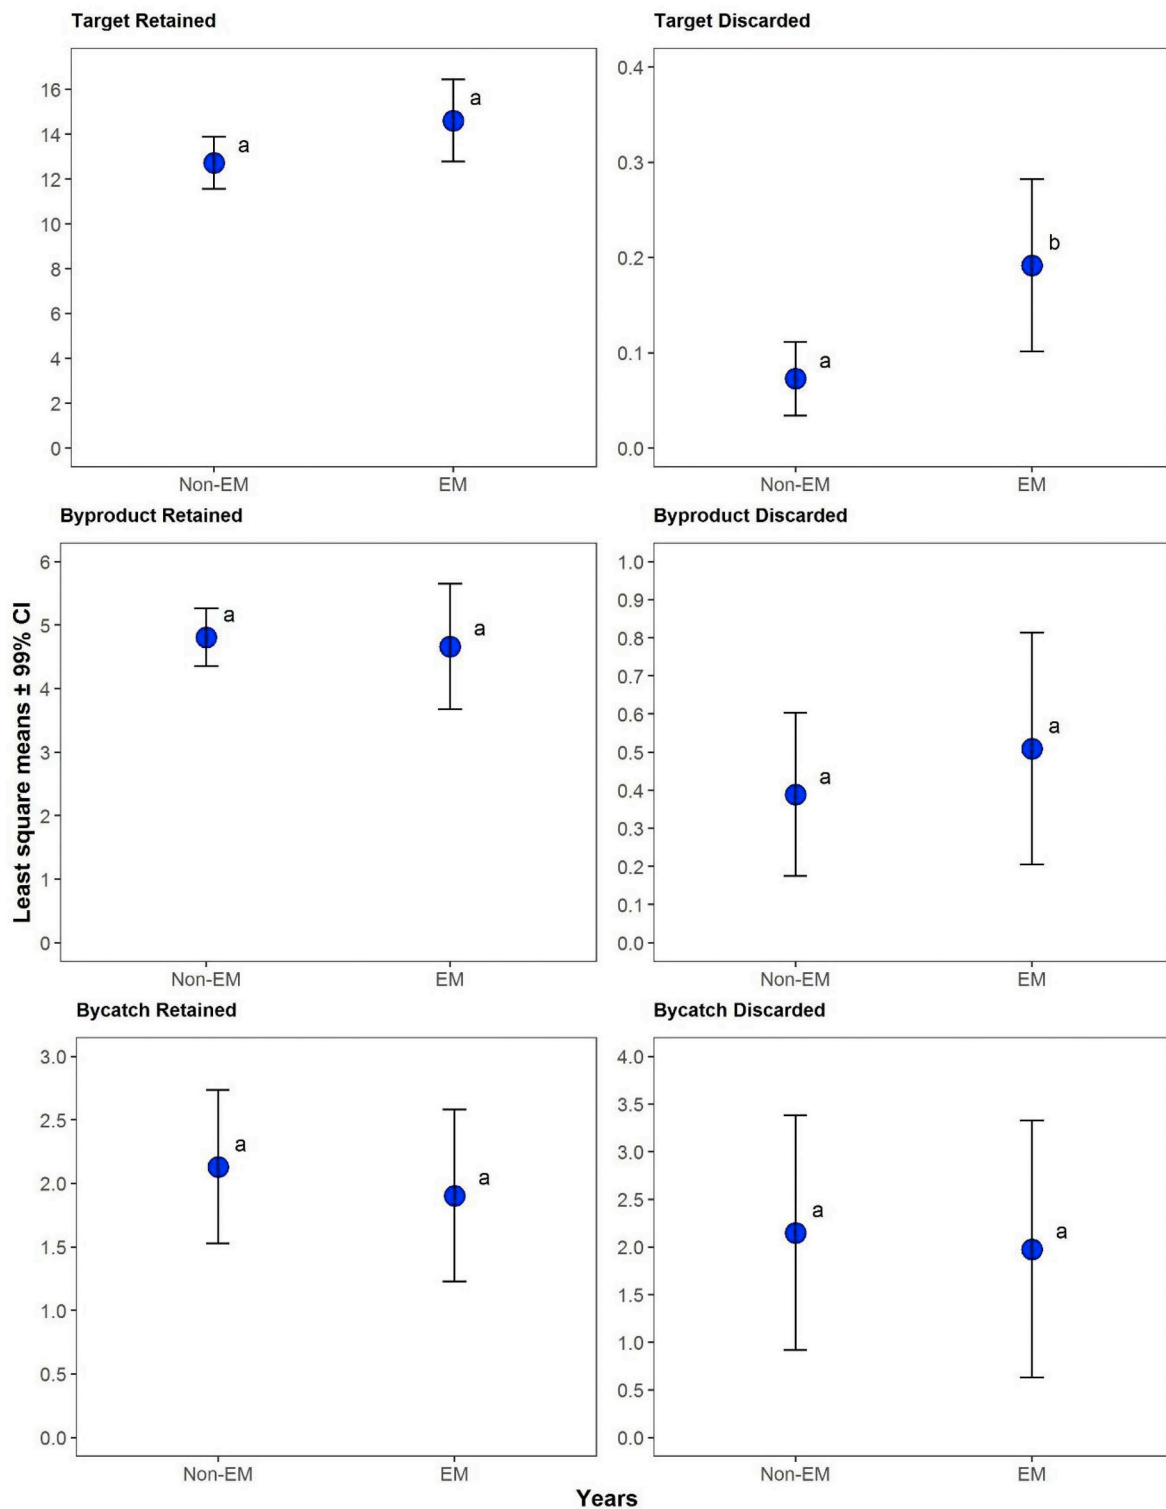 Target Retained
16
14
12
10
8
6
4
2
0
a
a
Non-EM
EM
Target Discarded
0.4
0.3
0.2
0.1
0.0
a
b
Non-EM
EM
Least square means ± 99% CI
Byproduct Retained
6
5
4
3
2
1
0
a
a
Non-EM
EM
Byproduct Discarded
1.0
0.9
0.8
0.7
0.6
0.5
0.4
0.3
0.2
0.1
0.0
a
a
Non-EM
EM
Bycatch Retained
3.0
2.5
2.0
1.5
1.0
0.5
0.0
a
a
Non-EM
EM
Bycatch Discarded
4.0
3.5
3.0
2.5
2.0
1.5
1.0
0.5
0.0
a
a
Non-EM
EM
Years